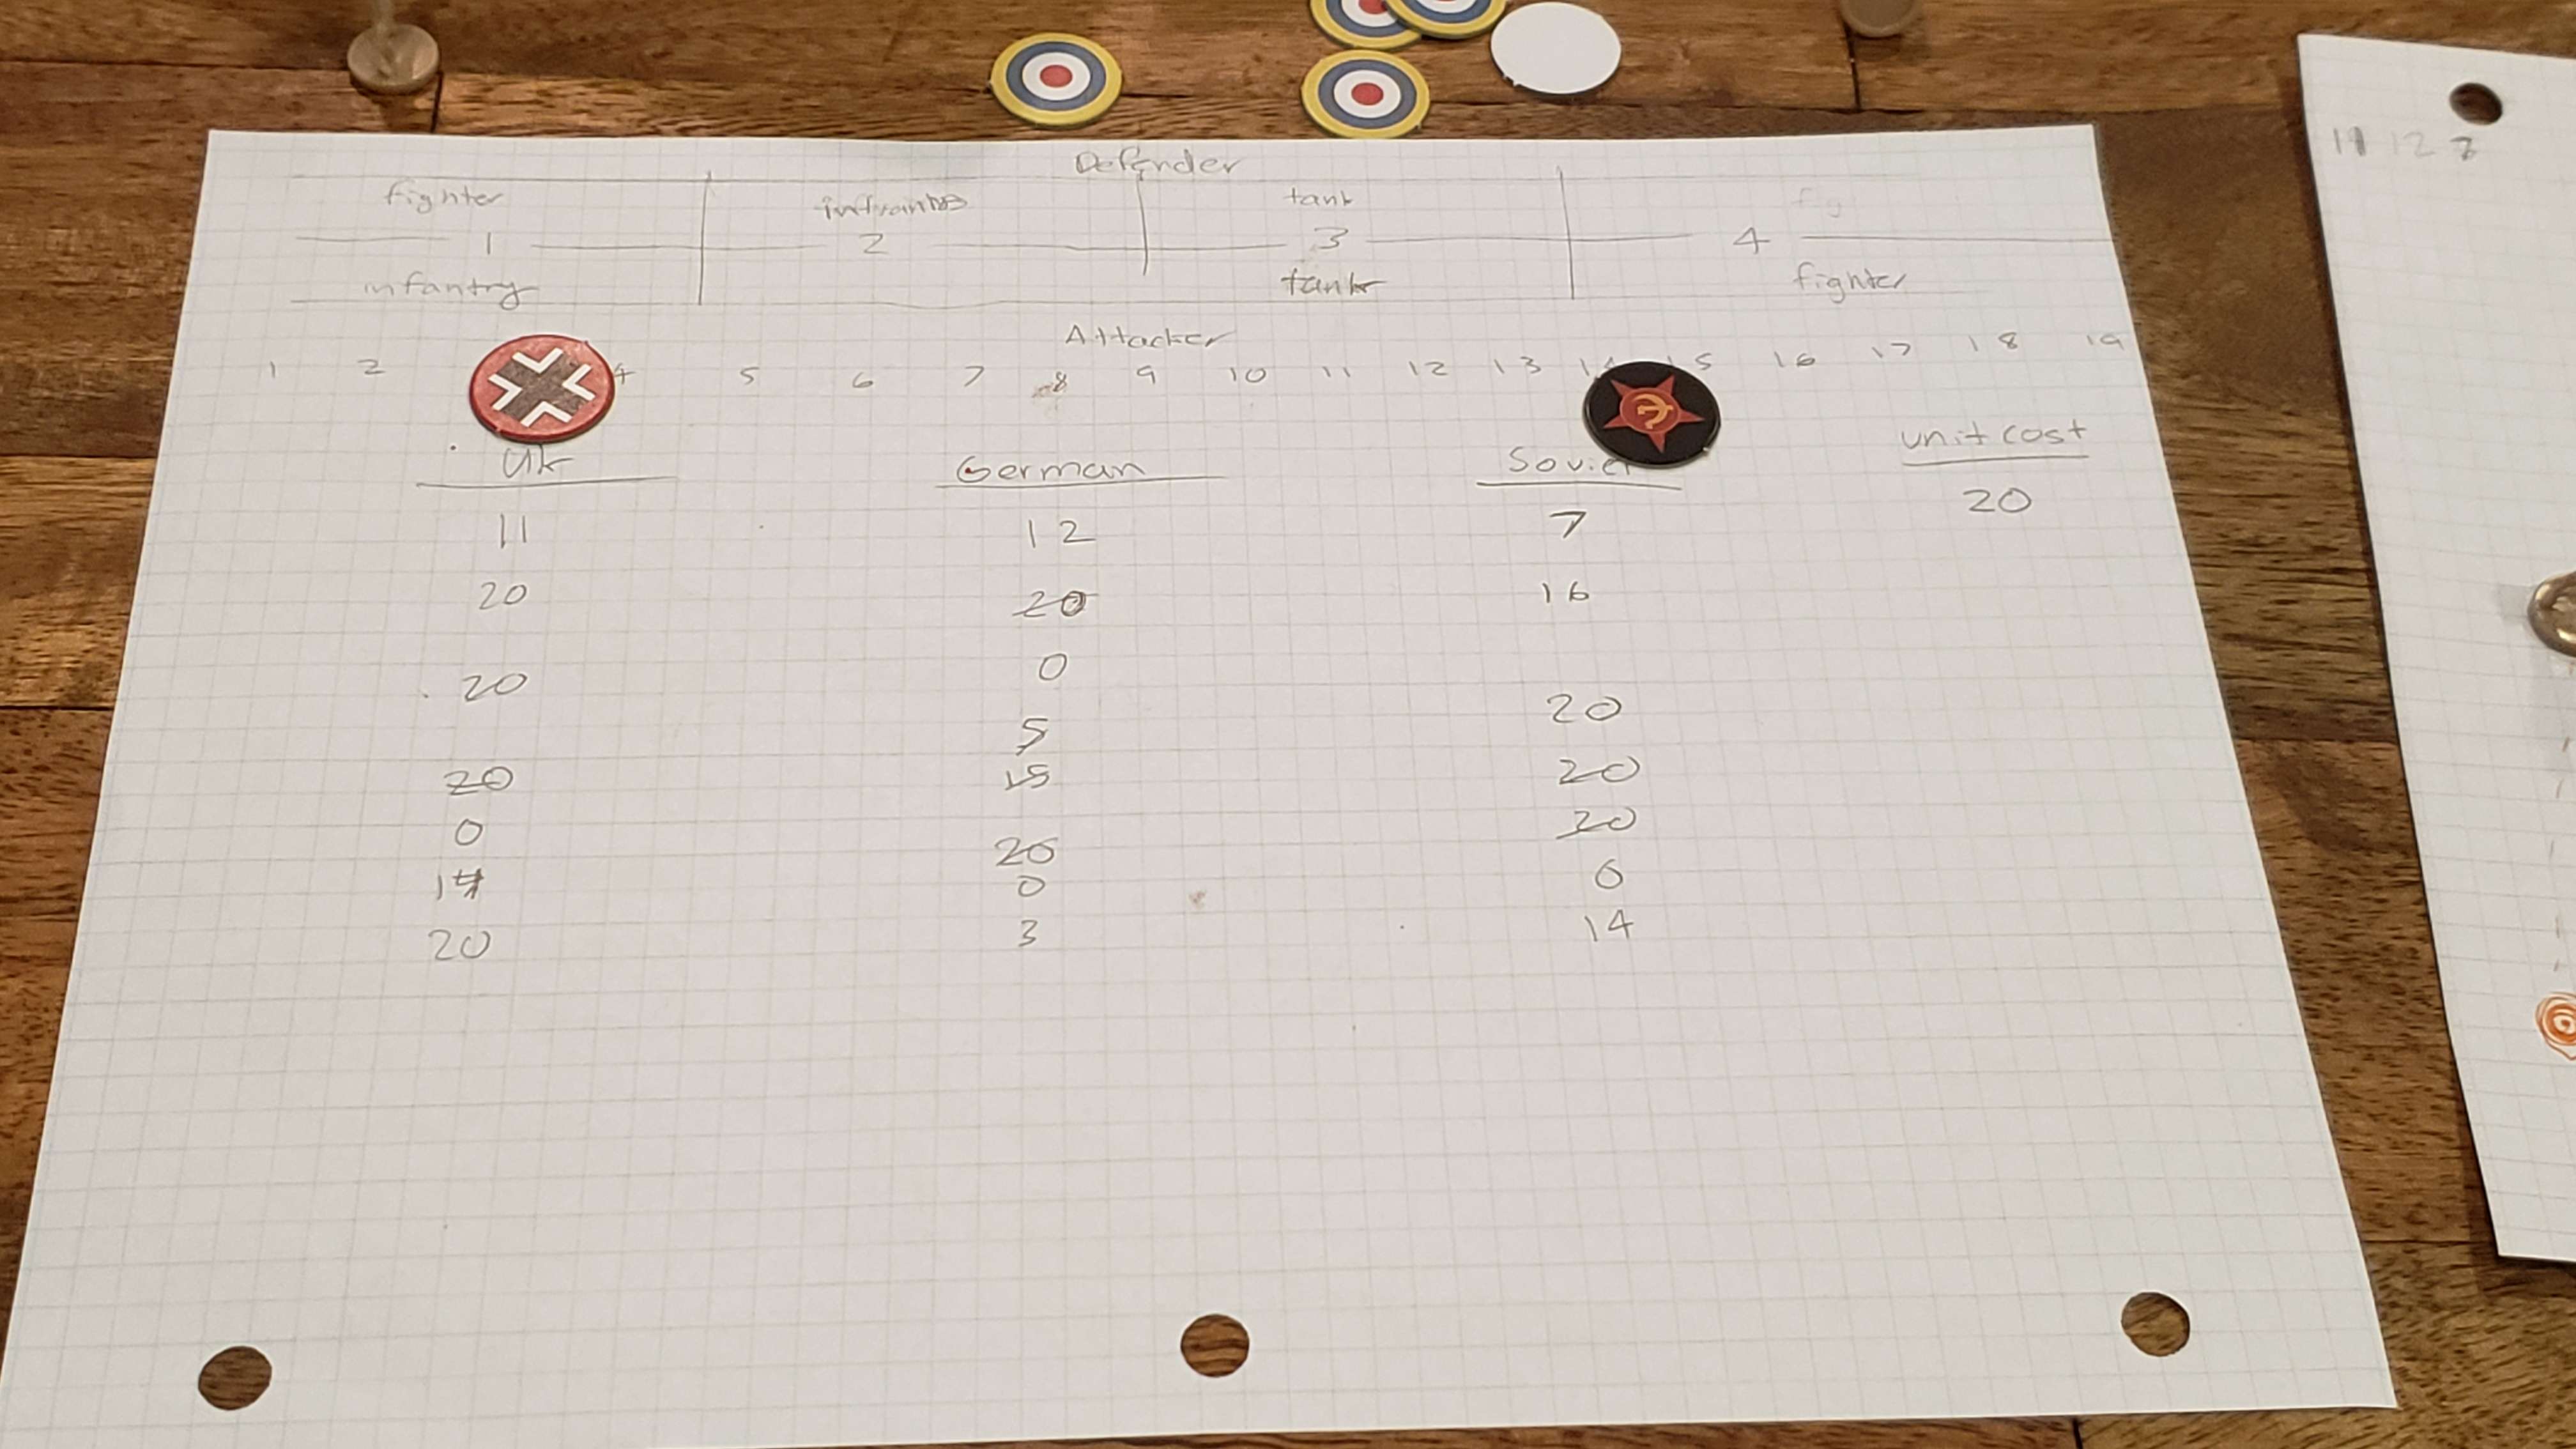 Defender
fighter tank
1 2 3 4
infantry tank fighter
Attacker
1 2 4 5 6 7 8 9 10 11 12 13 15 16 17 18 19
UK German Soviet unit cost
11 12 7 20
20 20 16
20 0 20
5
20 15 20
0 20 20
0 0
20 3 14
12